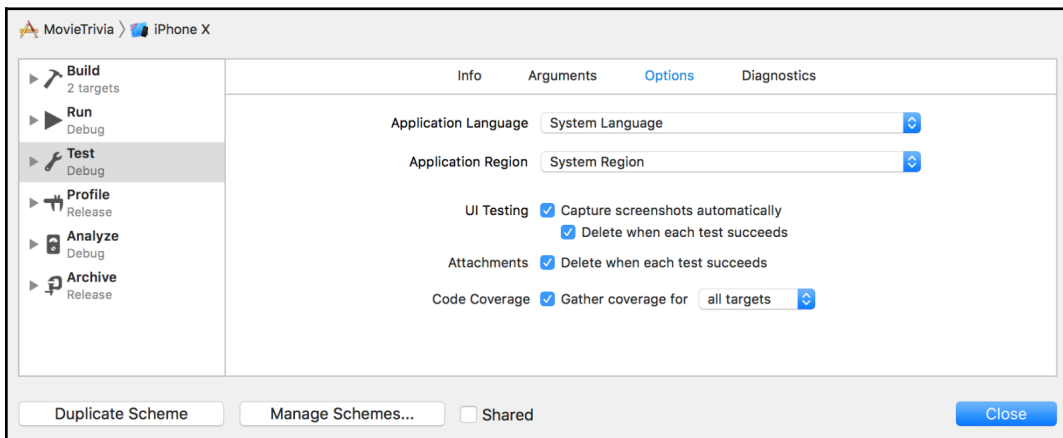 MovieTrivia 〉 iPhone X
Build
2 targets
Run
Debug
Test
Debug
Profile
Release
Analyze
Debug
Archive
Release
Info Arguments Options Diagnostics
Application Language System Language
Application Region System Region
UI Testing Capture screenshots automatically
Delete when each test succeeds
Attachments Delete when each test succeeds
Code Coverage Gather coverage for all targets
Duplicate Scheme Manage Schemes... Shared Close